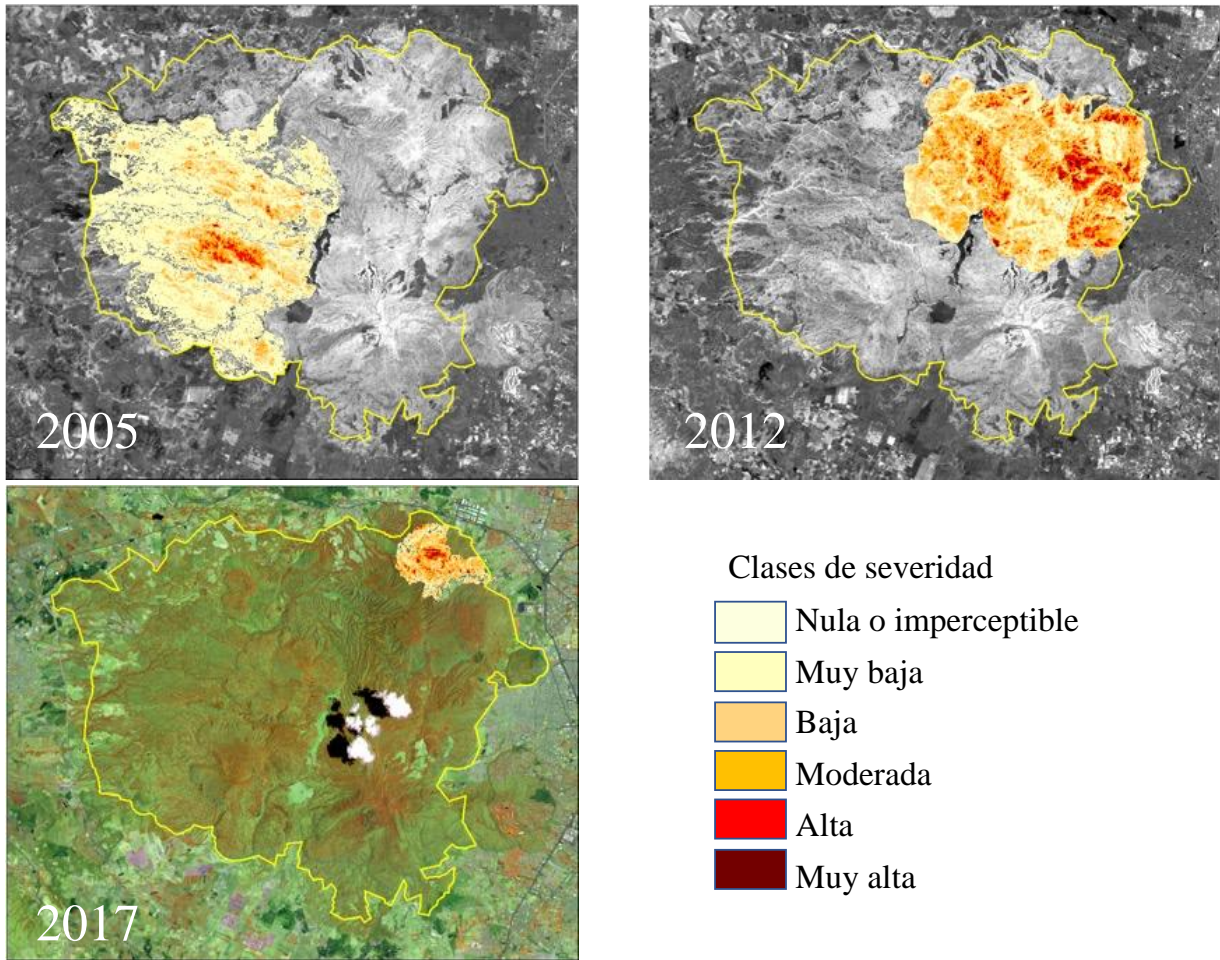 2005
2012
2017
Clases de severidad
Nula o imperceptible
Muy baja
Baja
Moderada
Alta
Muy alta